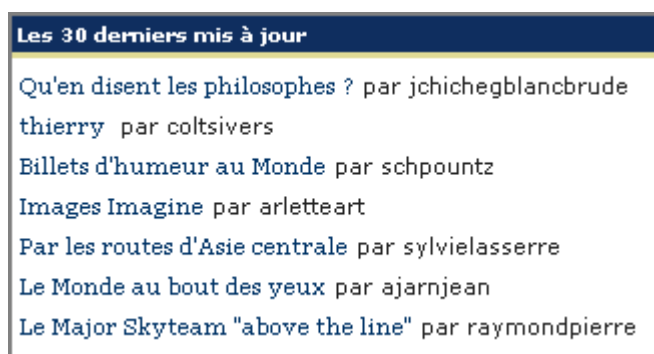 Les 30 derniers mis à jour
Qu'en disent les philosophes ? par jchichegblancbrude
thierry par coltsivers
Billets d'humeur au Monde par schpountz
Images Imagine par arletteart
Par les routes d'Asie centrale par sylvielasserre
Le Monde au bout des yeux par ajarnjean
Le Major Skyteam "above the line" par raymondpierre